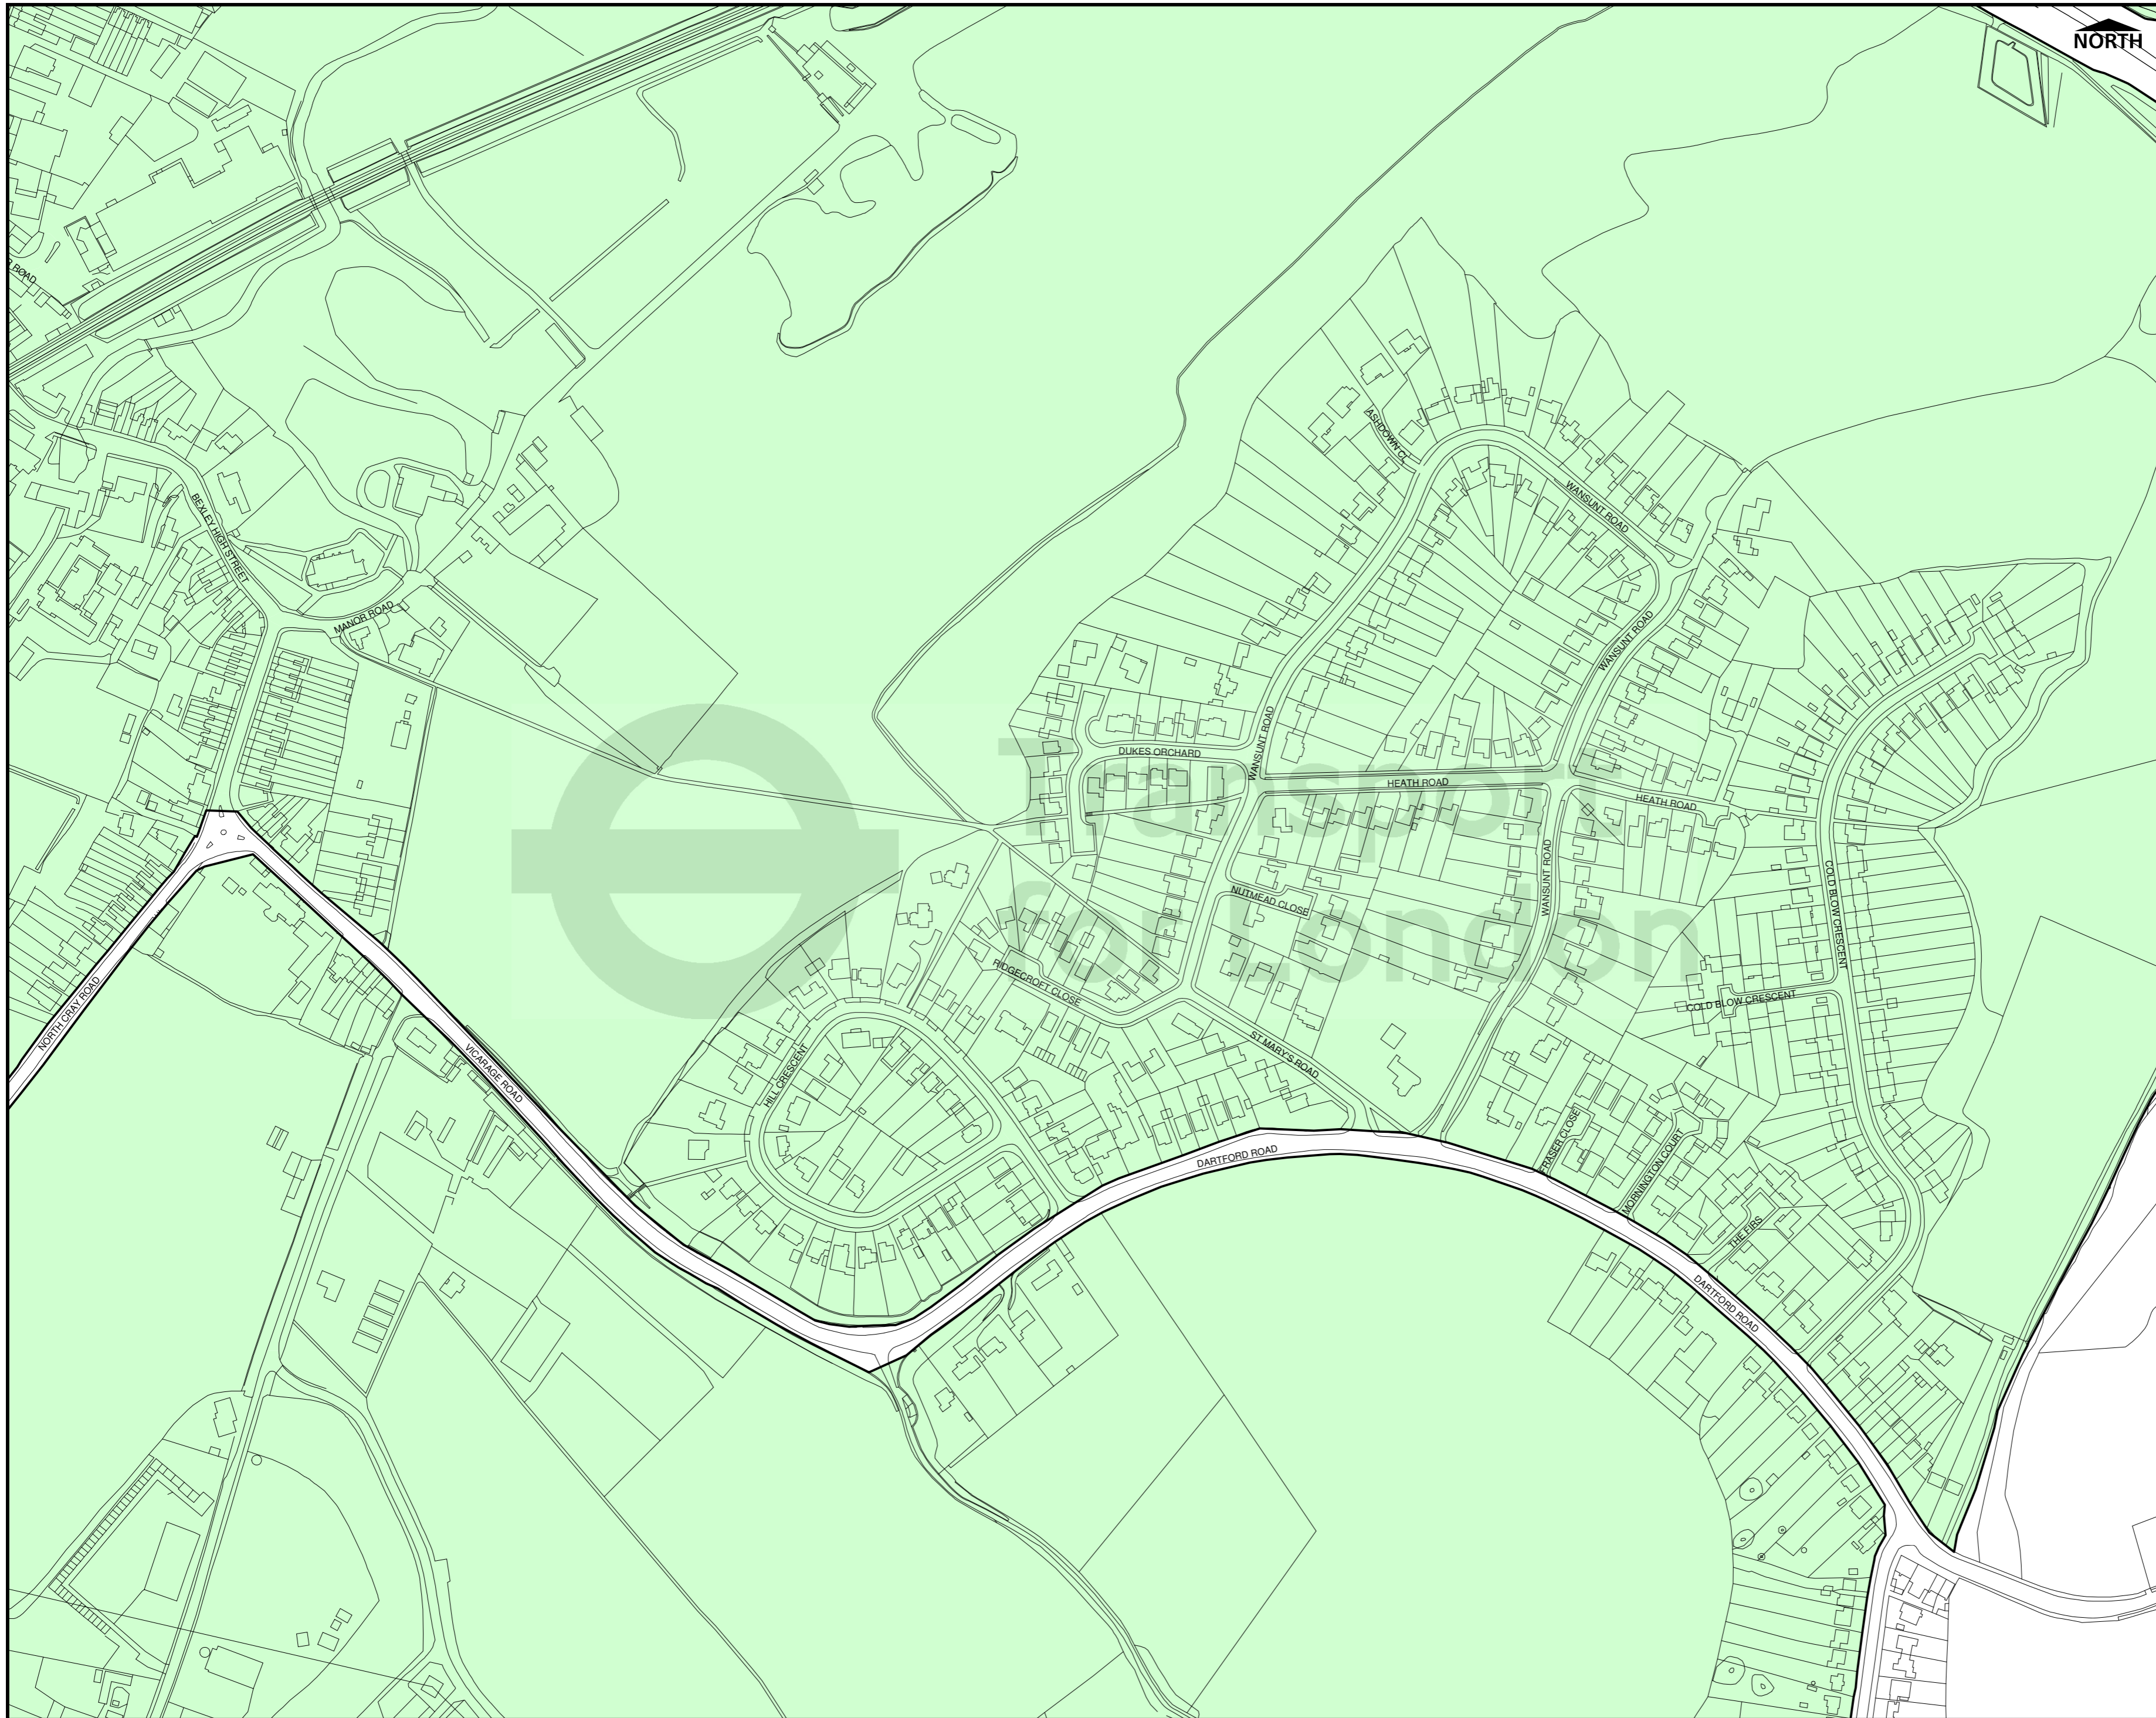 NORTH
ROAD
ASHDOWN CL
WANSUNT ROAD
BEXLEY HIGH STREET
MANOR ROAD
WANSUNT ROAD
WANSUNT ROAD
DUKES ORCHARD
HEATH ROAD
HEATH ROAD
Transport
for London
WANSUNT ROAD
NUTMEAD CLOSE
COLD BLOW CRESCENT
RIDGECROFT CLOSE
COLD BLOW CRESCENT
NORTH CRAY ROAD
VICARAGE ROAD
HILL CRESCENT
ST MARY'S ROAD
FRASER CLOSE
MORNINGTON COURT
DARTFORD ROAD
THE FIRS
DARTFORD ROAD